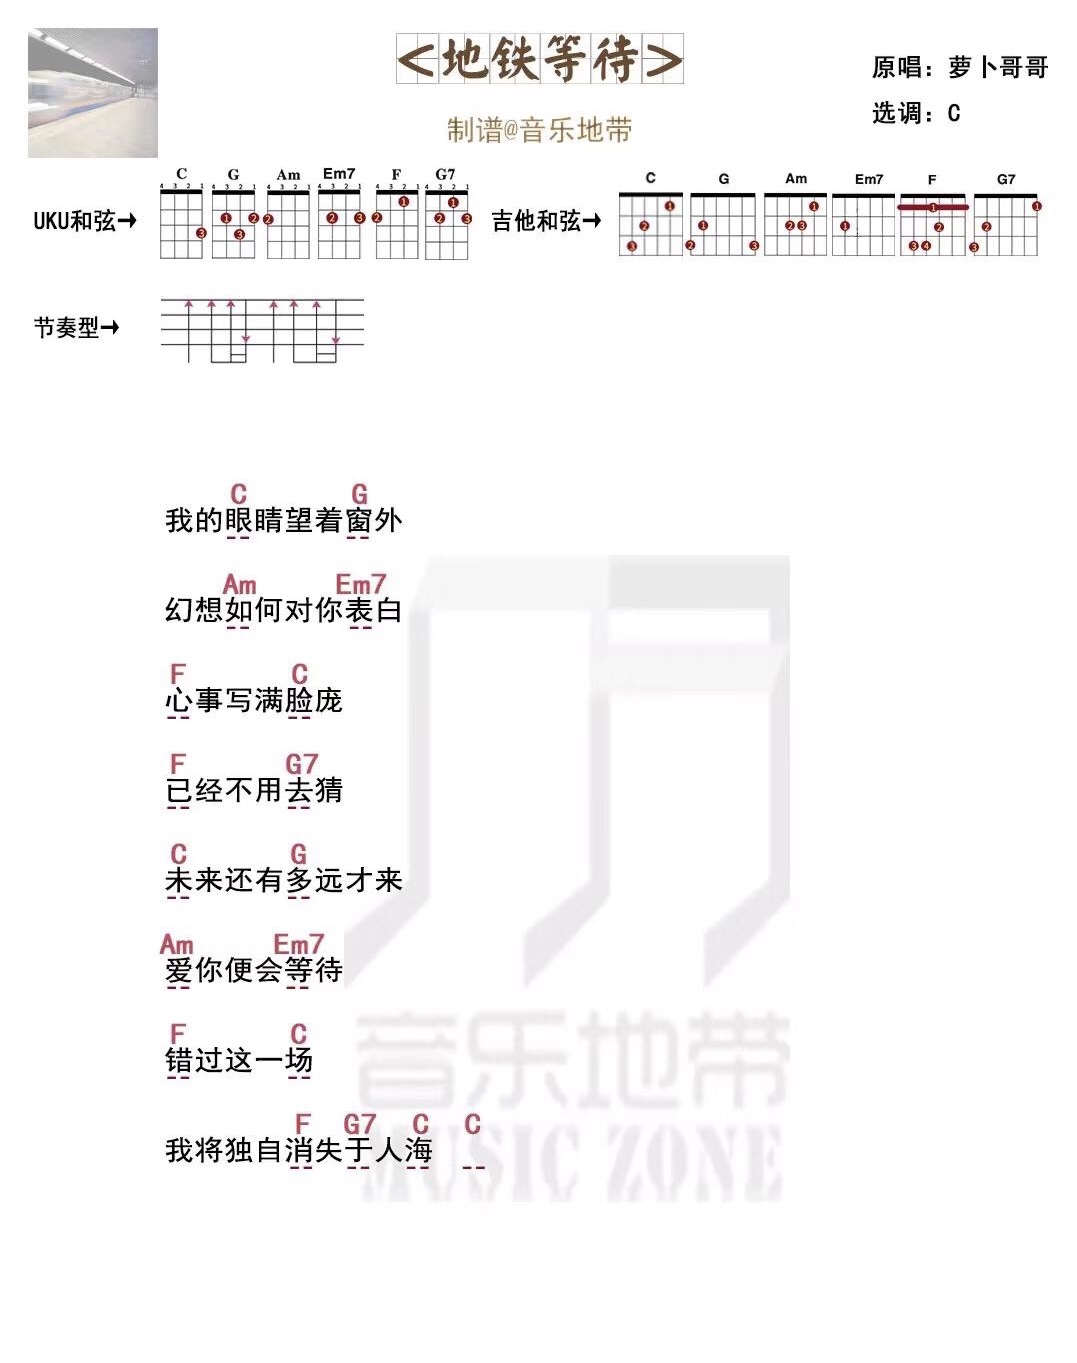 <地铁等待>
原唱：萝卜哥哥
选调：C
制谱@音乐地带
UKU和弦→ C G Am Em7 F G7 吉他和弦→ C G Am Em7 F G7
节奏型→
C G
我的眼睛望着窗外
Am Em7
幻想如何对你表白
F C
心事写满脸庞
F G7
已经不用去猜
C G
未来还有多远才来
Am Em7
爱你便会等待
F C
错过这一场
F G7 C C
我将独自消失于人海
音乐地带
MUSIC ZONE